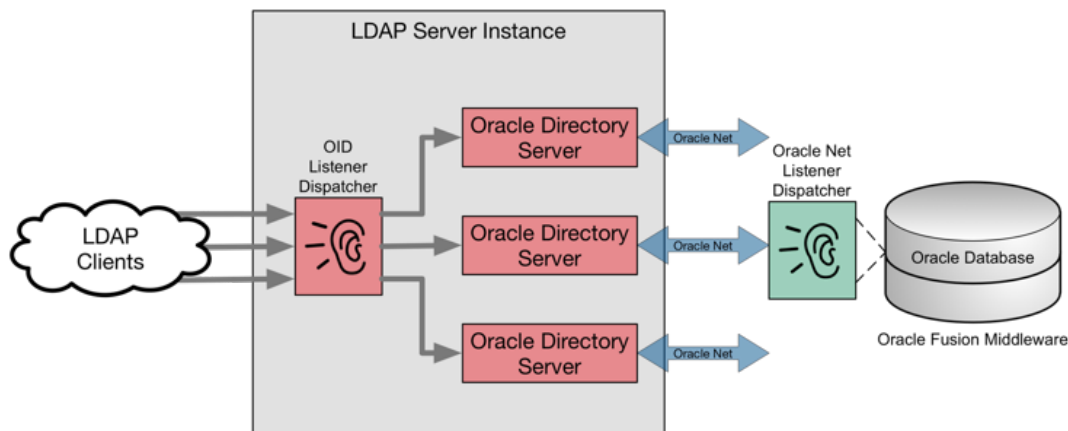 LDAP Server Instance
LDAP
Clients
OID
Listener
Dispatcher
Oracle Directory
Server
Oracle Directory
Server
Oracle Directory
Server
Oracle Net
Oracle Net
Oracle Net
Oracle Net
Listener
Dispatcher
Oracle Database
Oracle Fusion Middleware